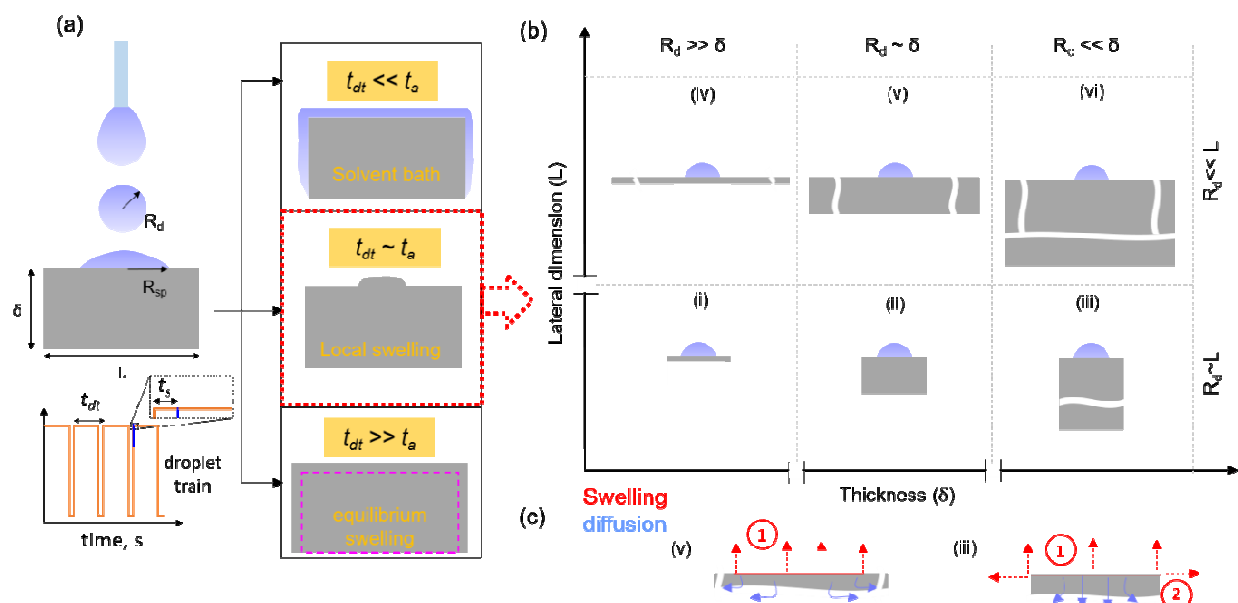 (a)
R_d
R_sp
δ
L
t_dt << t_a
Solvent bath
t_dt ~ t_a
Local swelling
t_dt >> t_a
equilibrium
swelling
t_s
t_dt
droplet
train
time, s
(b)
R_d >> δ
R_d ~ δ
R_d << δ
(iv)
(v)
(vi)
R_d << L
(i)
(ii)
(iii)
R_d ~ L
Lateral dimension (L)
Thickness (δ)
Swelling
diffusion
(c)
(v)
1
(iii)
1
2